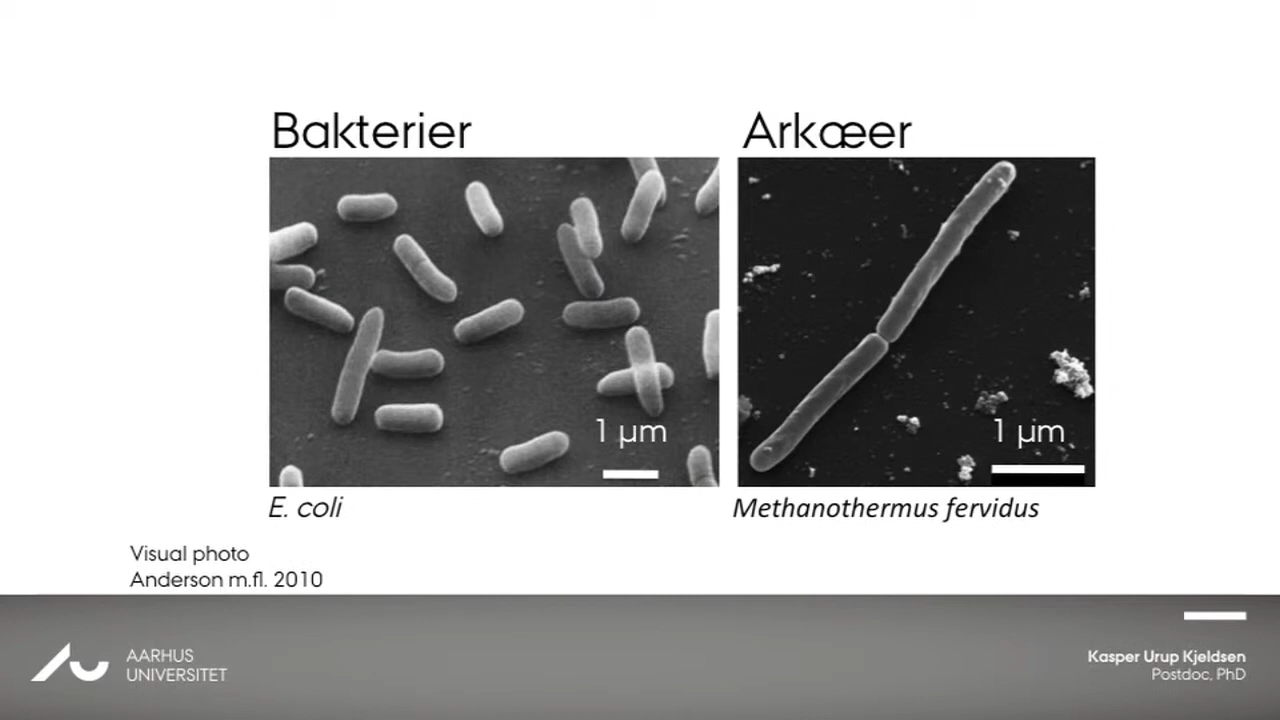 Bakterier
Arkæer
1 µm
1 µm
E. coli
Methanothermus fervidus
Visual photo
Anderson m.fl. 2010
AARHUS
UNIVERSITET
Kasper Urup Kjeldsen
Postdoc, PhD